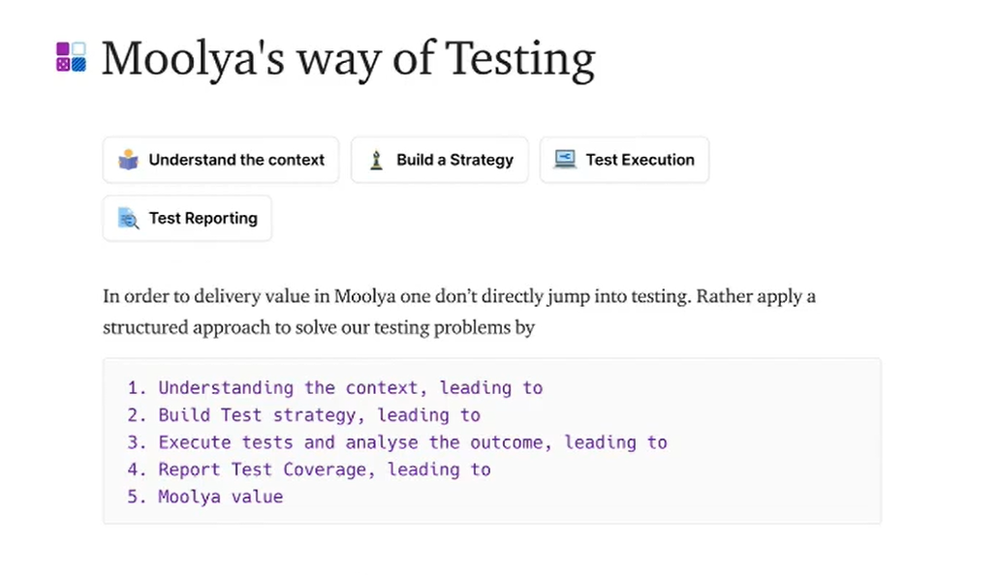 Moolya's way of Testing
Understand the context
Build a Strategy
Test Execution
Test Reporting
In order to delivery value in Moolya one don’t directly jump into testing. Rather apply a
structured approach to solve our testing problems by
1. Understanding the context, leading to
2. Build Test strategy, leading to
3. Execute tests and analyse the outcome, leading to
4. Report Test Coverage, leading to
5. Moolya value